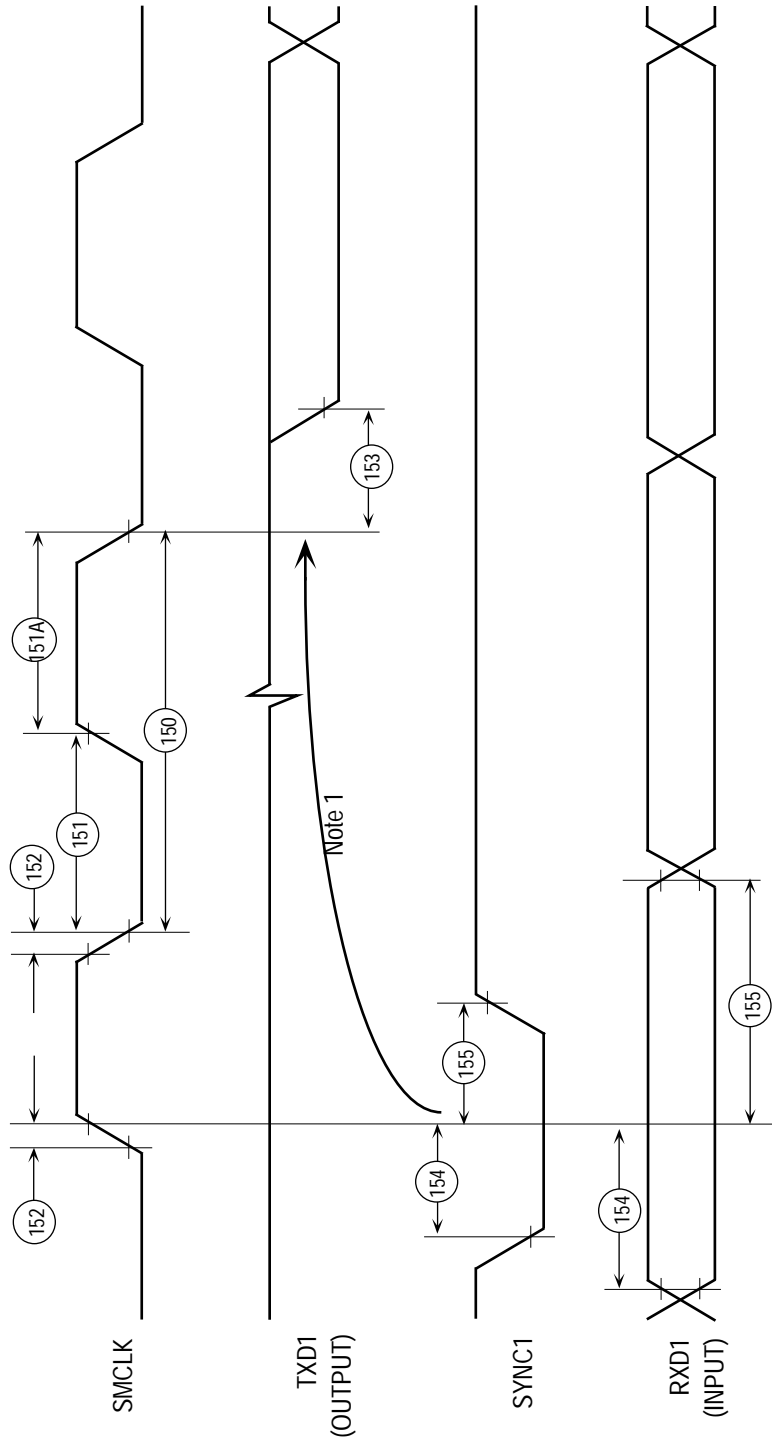 SMCLK
152
152
151
151A
150
TXD1
(OUTPUT)
Note 1
153
SYNC1
154
155
RXD1
(INPUT)
154
155